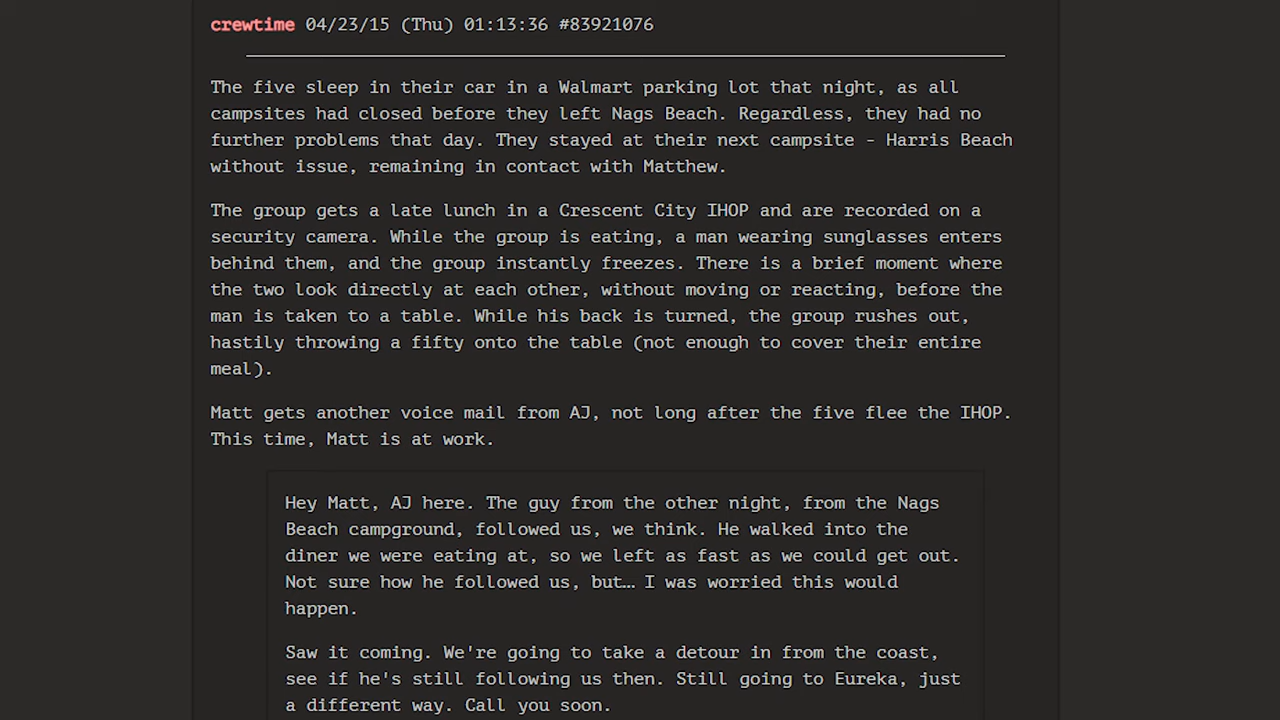 crewtime 04/23/15 (Thu) 01:13:36 #83921076
The five sleep in their car in a Walmart parking lot that night, as all
campsites had closed before they left Nags Beach. Regardless, they had no
further problems that day. They stayed at their next campsite - Harris Beach
without issue, remaining in contact with Matthew.
The group gets a late lunch in a Crescent City IHOP and are recorded on a
security camera. While the group is eating, a man wearing sunglasses enters
behind them, and the group instantly freezes. There is a brief moment where
the two look directly at each other, without moving or reacting, before the
man is taken to a table. While his back is turned, the group rushes out,
hastily throwing a fifty onto the table (not enough to cover their entire
meal).
Matt gets another voice mail from AJ, not long after the five flee the IHOP.
This time, Matt is at work.
Hey Matt, AJ here. The guy from the other night, from the Nags
Beach campground, followed us, we think. He walked into the
diner we were eating at, so we left as fast as we could get out.
Not sure how he followed us, but… I was worried this would
happen.
Saw it coming. We're going to take a detour in from the coast,
see if he's still following us then. Still going to Eureka, just
a different way. Call you soon.